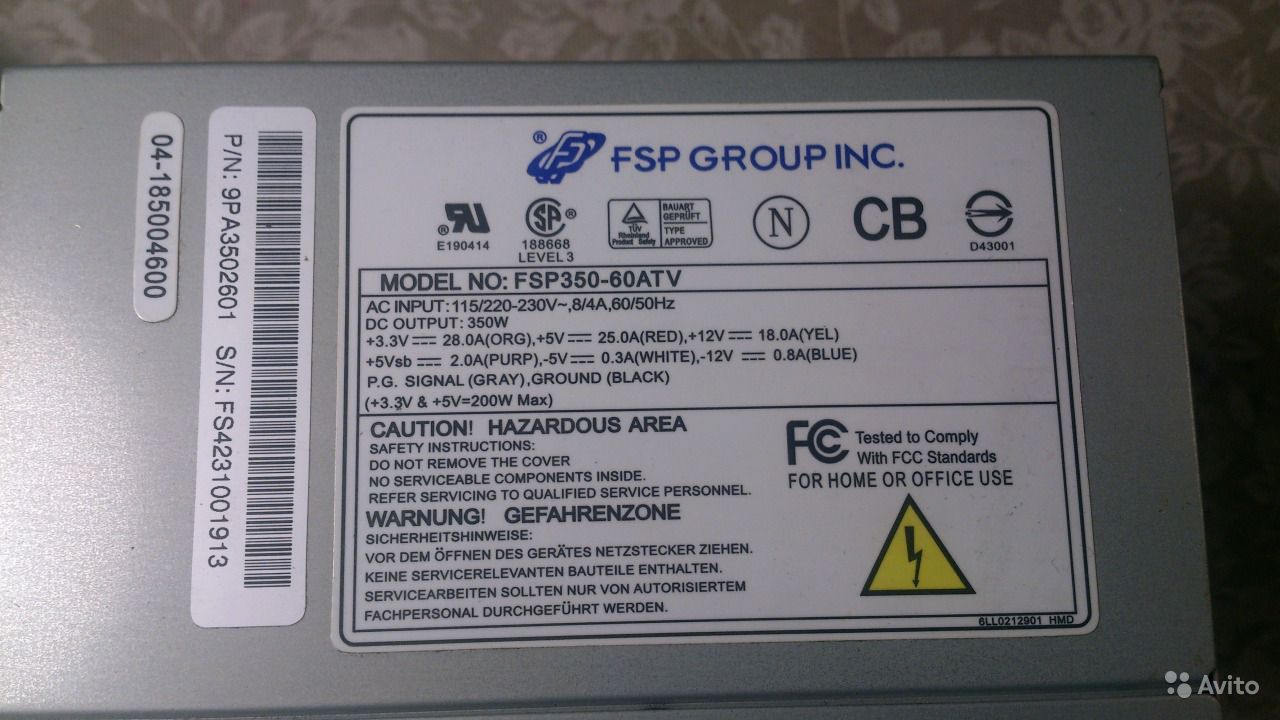 04-185004600
P/N: 9PA3502601 S/N: FS4231001913
® FSP GROUP INC.
®
E190414
SA ®
188668
LEVEL 3
TÜV
Rheinland
Product Safety
BAUART
GEPRÜFT
TYPE
APPROVED
N
CB
D43001
MODEL NO: FSP350-60ATV
AC INPUT: 115/220-230V~,8/4A,60/50Hz
DC OUTPUT: 350W
+3.3V ⎓ 28.0A(ORG),+5V ⎓ 25.0A(RED),+12V ⎓ 18.0A(YEL)
+5Vsb ⎓ 2.0A(PURP),-5V ⎓ 0.3A(WHITE),-12V ⎓ 0.8A(BLUE)
P.G. SIGNAL (GRAY),GROUND (BLACK)
(+3.3V & +5V=200W Max)
CAUTION! HAZARDOUS AREA
SAFETY INSTRUCTIONS:
DO NOT REMOVE THE COVER
NO SERVICEABLE COMPONENTS INSIDE.
REFER SERVICING TO QUALIFIED SERVICE PERSONNEL.
WARNUNG! GEFAHRENZONE
SICHERHEITSHINWEISE:
VOR DEM ÖFFNEN DES GERÄTES NETZSTECKER ZIEHEN.
KEINE SERVICERELEVANTEN BAUTEILE ENTHALTEN.
SERVICEARBEITEN SOLLTEN NUR VON AUTORISIERTEM
FACHPERSONAL DURCHGEFÜHRT WERDEN.
FC Tested to Comply
With FCC Standards
FOR HOME OR OFFICE USE
6LL0212901 HMD
Avito